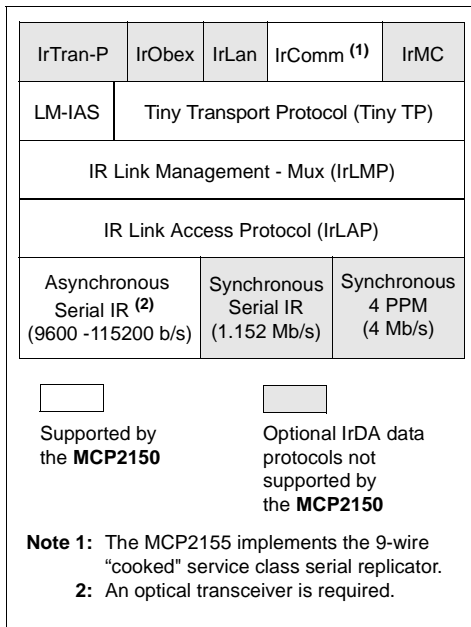 IrTran-P IrObex IrLan IrComm (1) IrMC
LM-IAS Tiny Transport Protocol (Tiny TP)
IR Link Management - Mux (IrLMP)
IR Link Access Protocol (IrLAP)
Asynchronous
Serial IR (2)
(9600 -115200 b/s)
Synchronous
Serial IR
(1.152 Mb/s)
Synchronous
4 PPM
(4 Mb/s)
Supported by
the MCP2150
Optional IrDA data
protocols not
supported by
the MCP2150
Note 1: The MCP2155 implements the 9-wire
“cooked" service class serial replicator.
2: An optical transceiver is required.